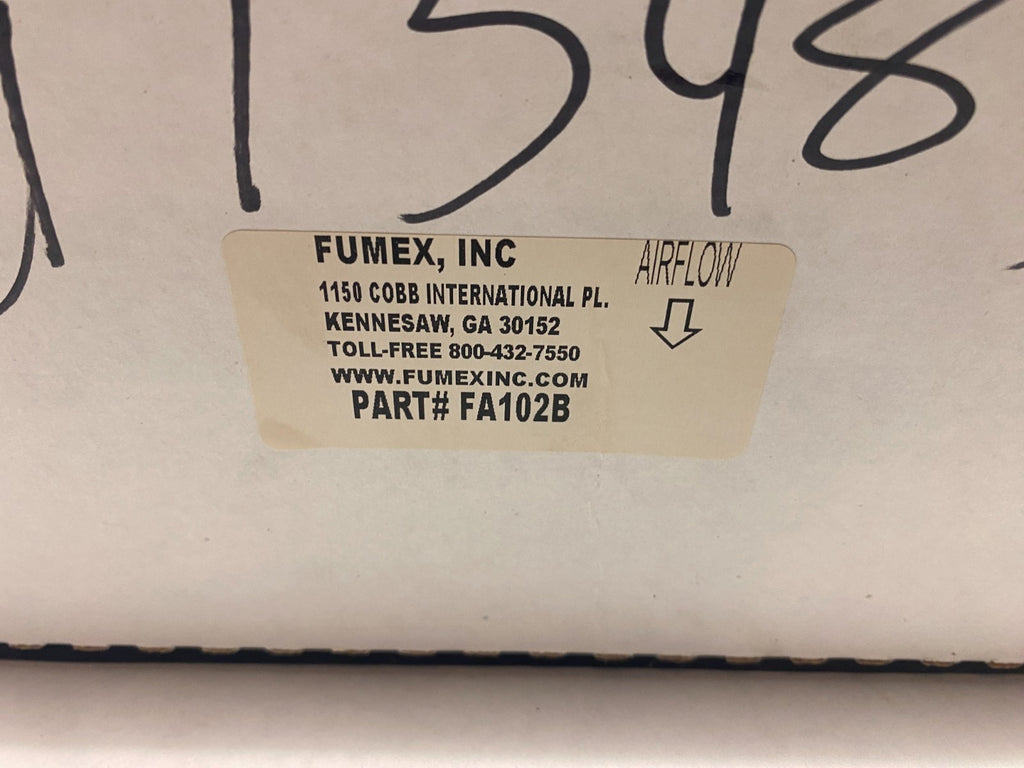 1548
FUMEX, INC
AIRFLOW
1150 COBB INTERNATIONAL PL.
KENNESAW, GA 30152
TOLL-FREE 800-432-7550
WWW.FUMEXINC.COM
PART# FA102B